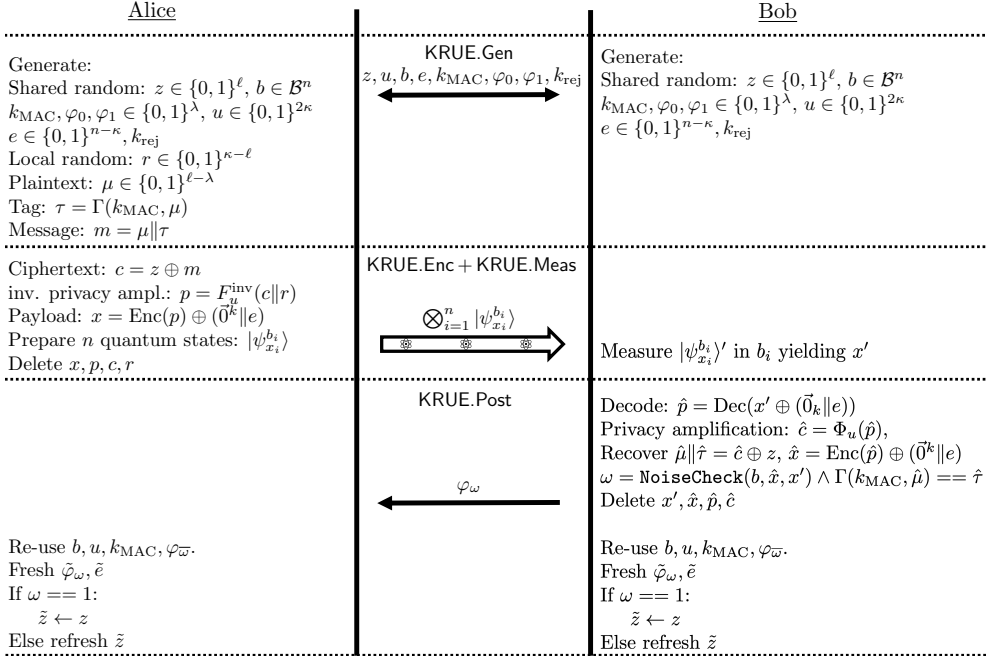 Alice
Bob
Generate:
Shared random: z ∈ {0, 1}^ℓ, b ∈ ℬ^n
k_MAC, φ_0, φ_1 ∈ {0, 1}^λ, u ∈ {0, 1}^{2κ}
e ∈ {0, 1}^{n−κ}, k_rej
Local random: r ∈ {0, 1}^{κ−ℓ}
Plaintext: μ ∈ {0, 1}^{ℓ−λ}
Tag: τ = Γ(k_MAC, μ)
Message: m = μ‖τ
KRUE.Gen
z, u, b, e, k_MAC, φ_0, φ_1, k_rej
Generate:
Shared random: z ∈ {0, 1}^ℓ, b ∈ ℬ^n
k_MAC, φ_0, φ_1 ∈ {0, 1}^λ, u ∈ {0, 1}^{2κ}
e ∈ {0, 1}^{n−κ}, k_rej
Ciphertext: c = z ⊕ m
inv. privacy ampl.: p = F_u^inv(c‖r)
Payload: x = Enc(p) ⊕ (0⃗^k‖e)
Prepare n quantum states: |ψ_{x_i}^{b_i}⟩
Delete x, p, c, r
KRUE.Enc + KRUE.Meas
⊗_{i=1}^n |ψ_{x_i}^{b_i}⟩
Measure |ψ_{x_i}^{b_i}⟩′ in b_i yielding x′
KRUE.Post
φ_ω
Decode: p̂ = Dec(x′ ⊕ (0⃗_k‖e))
Privacy amplification: ĉ = Φ_u(p̂),
Recover μ̂‖τ̂ = ĉ ⊕ z, x̂ = Enc(p̂) ⊕ (0⃗^k‖e)
ω = NoiseCheck(b, x̂, x′) ∧ Γ(k_MAC, μ̂) == τ̂
Delete x′, x̂, p̂, ĉ
Re-use b, u, k_MAC, φ_ω̅.
Fresh φ̃_ω, ẽ
If ω == 1:
z̃ ← z
Else refresh z̃
Re-use b, u, k_MAC, φ_ω̅.
Fresh φ̃_ω, ẽ
If ω == 1:
z̃ ← z
Else refresh z̃